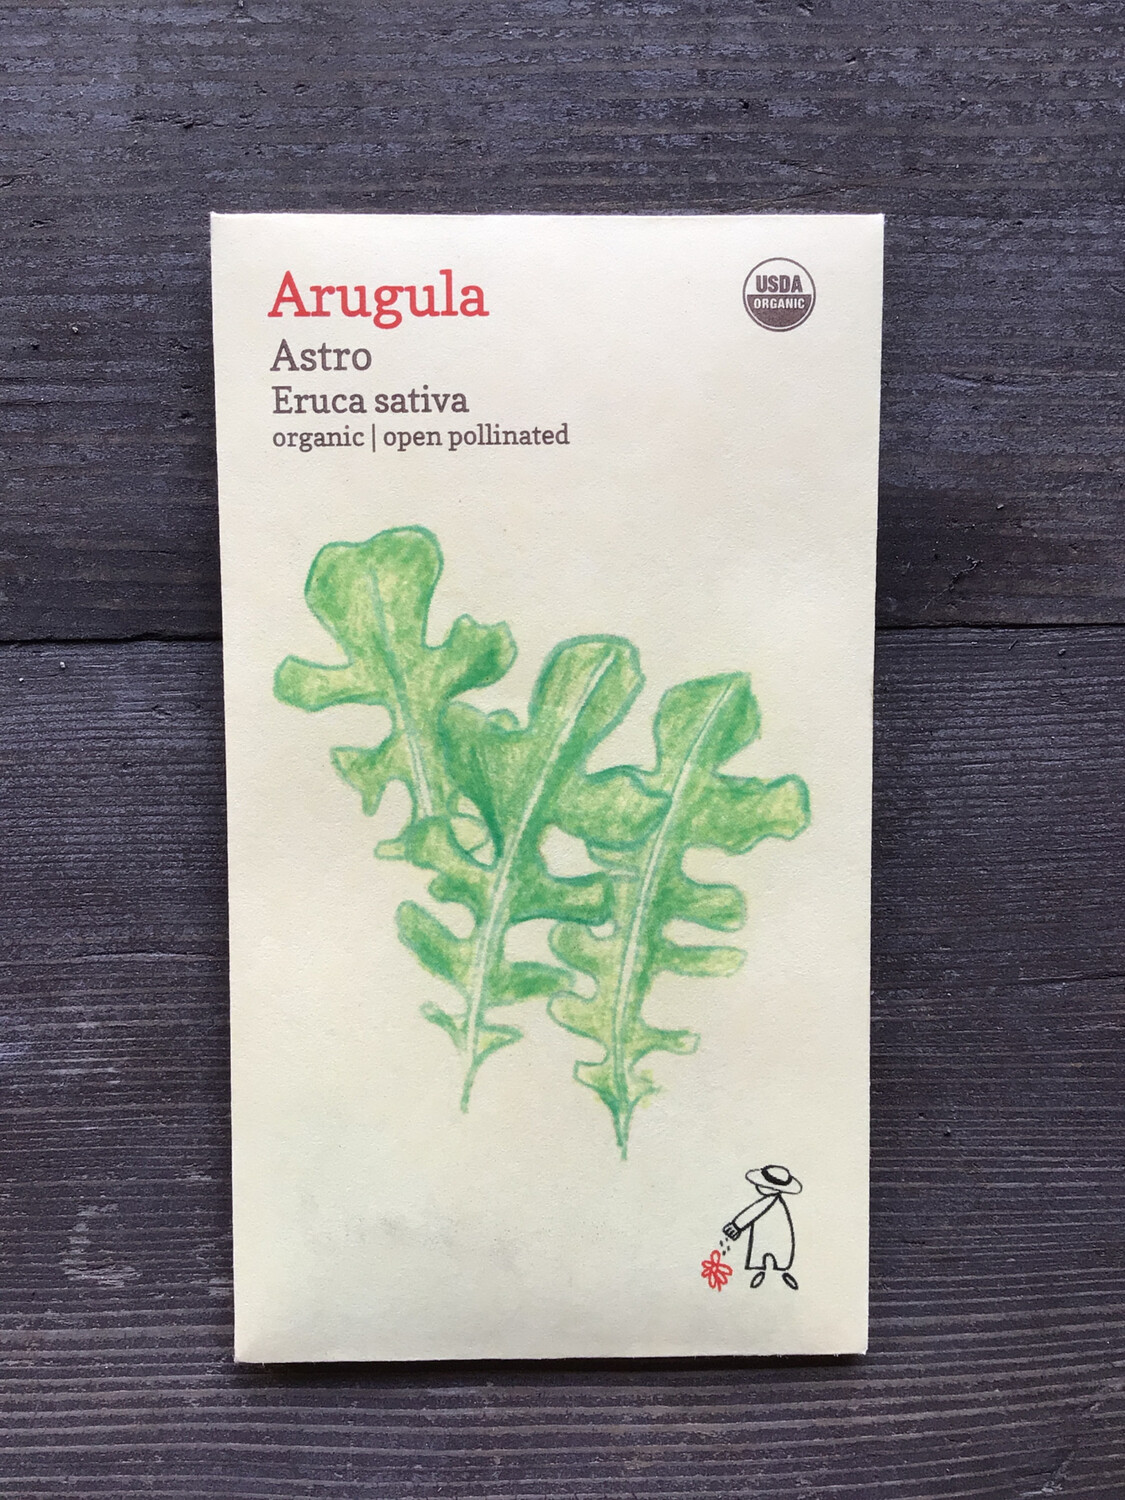 Arugula
USDA
ORGANIC
Astro
Eruca sativa
organic | open pollinated